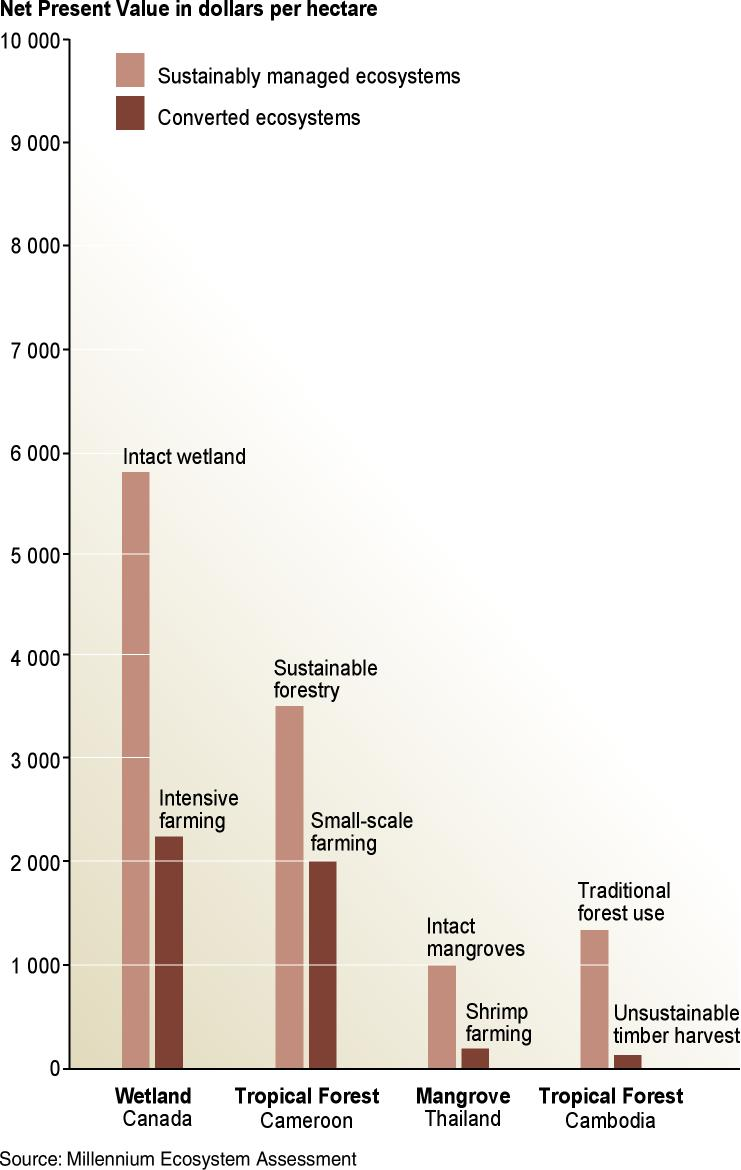 Net Present Value in dollars per hectare
10 000
Sustainably managed ecosystems
Converted ecosystems
9 000
8 000
7 000
6 000
Intact wetland
5 000
4 000
Sustainable
forestry
3 000
Intensive
farming
Small-scale
farming
2 000
Traditional
forest use
Intact
mangroves
1 000
Shrimp
farming
Unsustainable
timber harvest
0
Wetland
Canada
Tropical Forest
Cameroon
Mangrove
Thailand
Tropical Forest
Cambodia
Source: Millennium Ecosystem Assessment